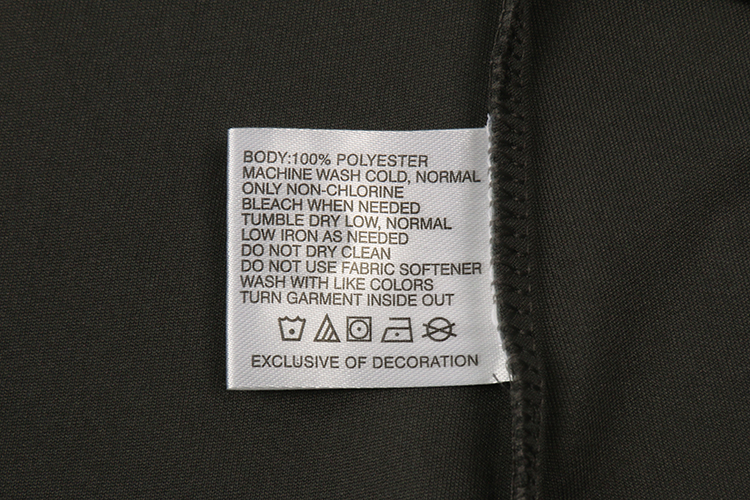 BODY:100% POLYESTER
MACHINE WASH COLD, NORMAL
ONLY NON-CHLORINE
BLEACH WHEN NEEDED
TUMBLE DRY LOW, NORMAL
LOW IRON AS NEEDED
DO NOT DRY CLEAN
DO NOT USE FABRIC SOFTENER
WASH WITH LIKE COLORS
TURN GARMENT INSIDE OUT
EXCLUSIVE OF DECORATION